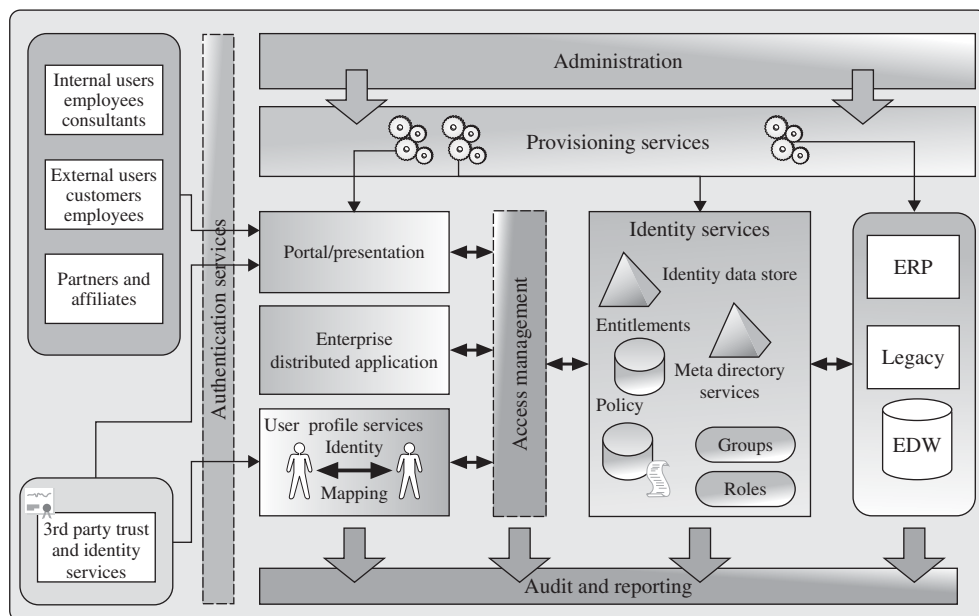 Administration
Provisioning services
Internal users
employees
consultants
External users
customers
employees
Partners and
affiliates
3rd party trust
and identity
services
Authentication services
Portal/presentation
Enterprise
distributed application
User profile services
Identity
Mapping
Access management
Identity services
Identity data store
Entitlements
Meta directory
services
Policy
Groups
Roles
ERP
Legacy
EDW
Audit and reporting